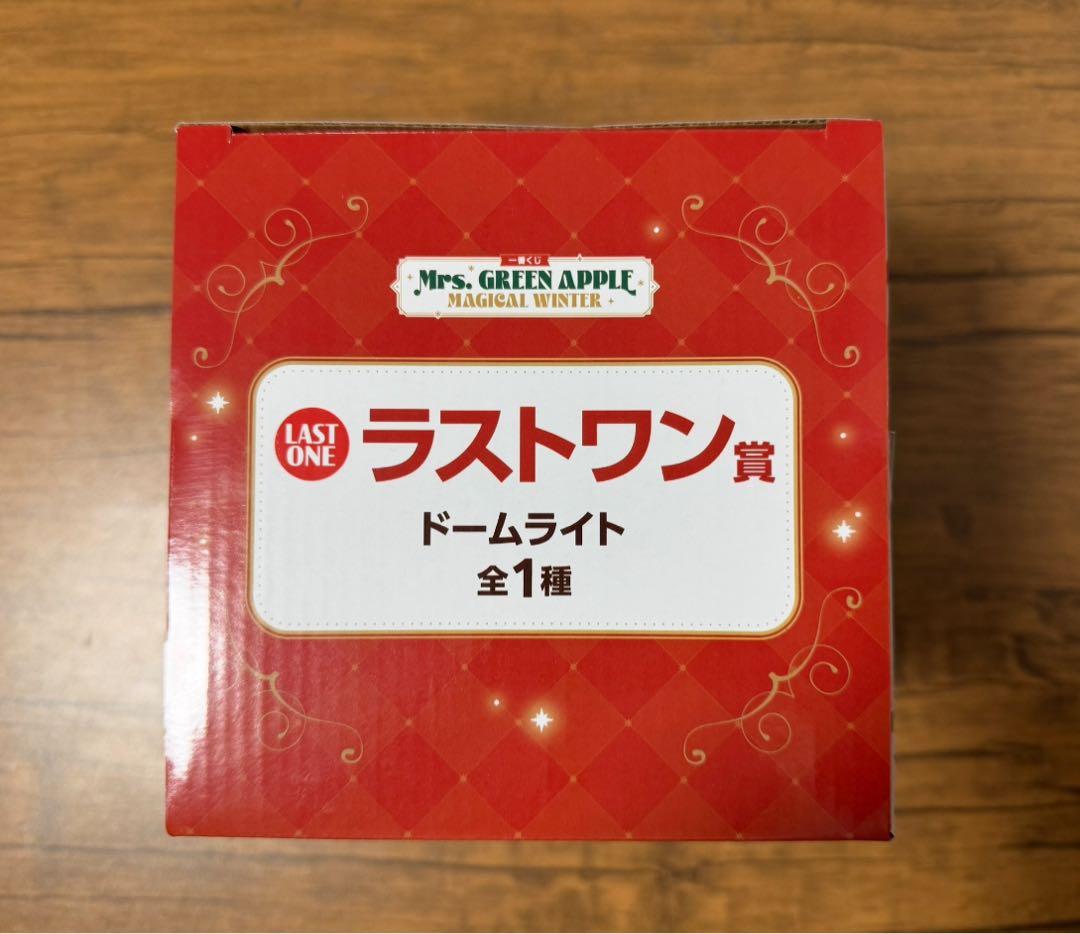 一番くじ
Mrs. GREEN APPLE
MAGICAL WINTER
LAST
ONE
ラストワン賞
ドームライト
全1種